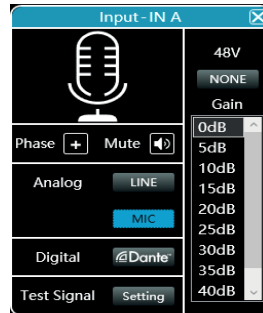 Input-IN A
48V
NONE
Gain
0dB
5dB
10dB
15dB
20dB
25dB
30dB
35dB
40dB
Phase + Mute
Analog LINE
MIC
Digital Dante™
Test Signal Setting